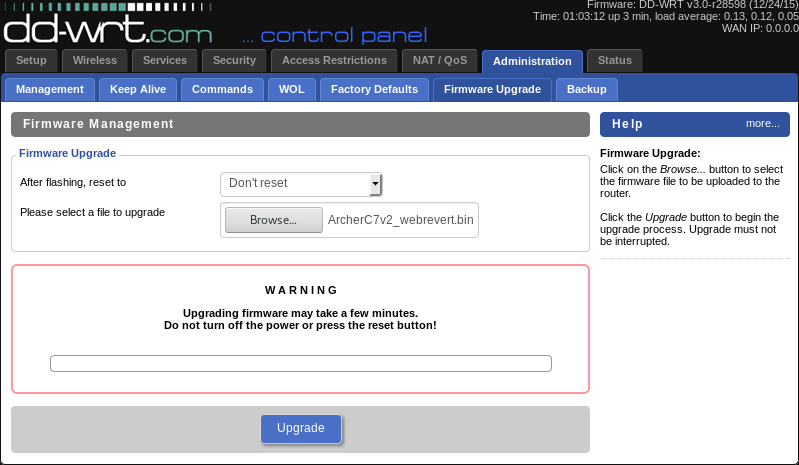 Firmware: DD-WRT v3.0-r28598 (12/24/15)
Time: 01:03:12 up 3 min, load average: 0.13, 0.12, 0.05
WAN IP: 0.0.0.0
dd-wrt.com ... control panel
Setup Wireless Services Security Access Restrictions NAT / QoS Administration Status
Management Keep Alive Commands WOL Factory Defaults Firmware Upgrade Backup
Firmware Management
Firmware Upgrade
After flashing, reset to Don't reset
Please select a file to upgrade Browse... ArcherC7v2_webrevert.bin
W A R N I N G
Upgrading firmware may take a few minutes.
Do not turn off the power or press the reset button!
Upgrade
Help more...
Firmware Upgrade:
Click on the Browse... button to select
the firmware file to be uploaded to the
router.
Click the Upgrade button to begin the
upgrade process. Upgrade must not
be interrupted.